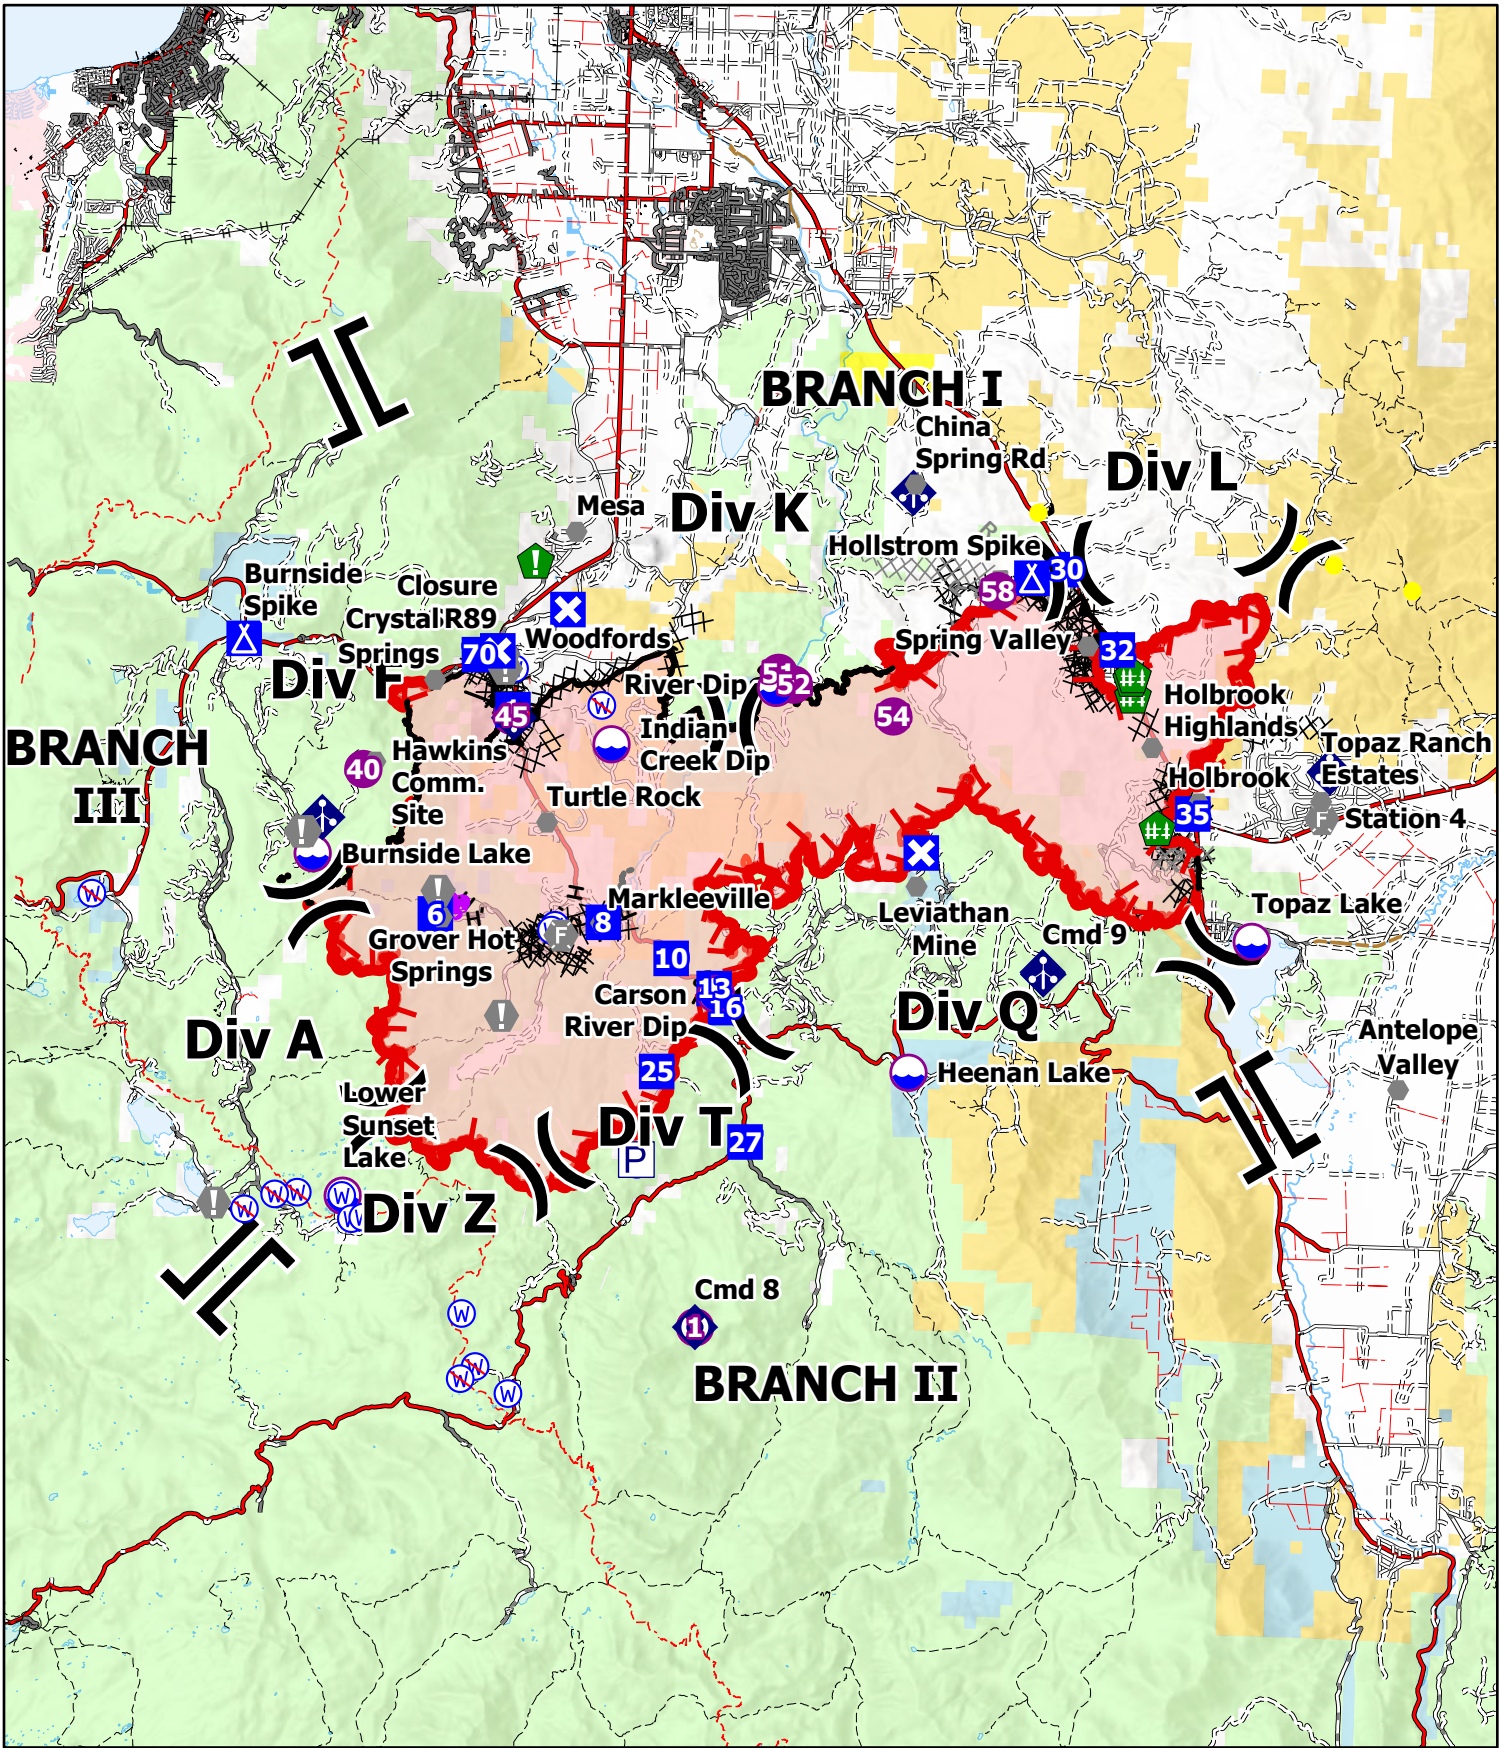 BRANCH I
China
Spring Rd
Div L
Mesa
Div K
R
Hollstrom Spike
30
Burnside
Spike
Closure
Crystal
R89
58
Woodfords
Spring Valley
32
Springs
70
Div F
River Dip
51
52
W
45
54
Holbrook
Highlands
Indian
Creek Dip
BRANCH
III
Hawkins
Comm.
Site
40
Topaz Ranch
Estates
Holbrook
Turtle Rock
35
F
Station 4
!
Burnside Lake
W
6
H
H
8
Markleeville
F
Grover Hot
Springs
Leviathan
Mine
Topaz Lake
Cmd 9
10
13
16
Carson
River Dip
Div Q
Div A
Antelope
Valley
25
Heenan Lake
Lower
Sunset
Lake
Div T
27
P
W
W
W
W
Div Z
Cmd 8
W
BRANCH II
W
W
W